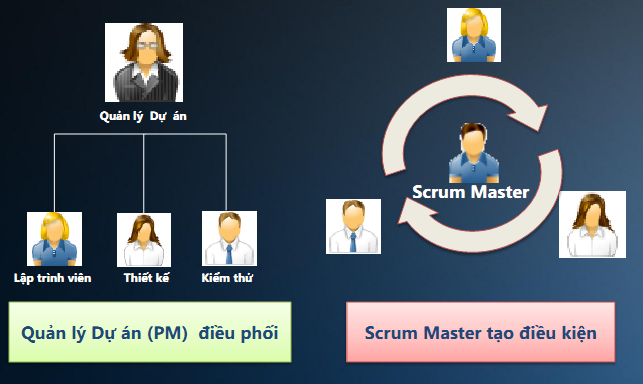 Quản lý Dự án
Lập trình viên
Thiết kế
Kiểm thử
Quản lý Dự án (PM) điều phối
Scrum Master
Scrum Master tạo điều kiện